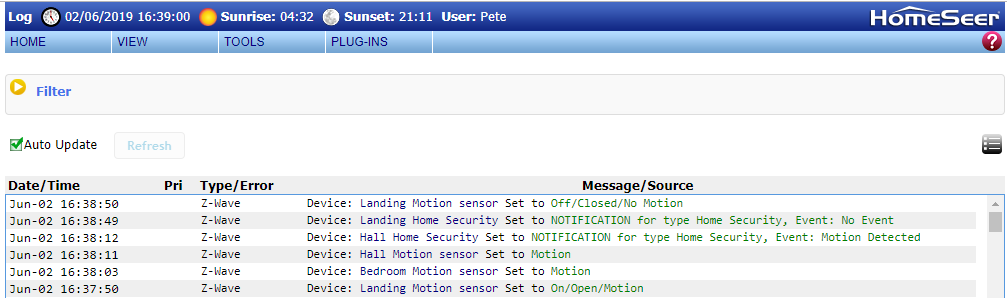 Log 02/06/2019 16:39:00 Sunrise: 04:32 Sunset: 21:11 User: Pete HomeSeer
HOME VIEW TOOLS PLUG-INS ?
Filter
Auto Update Refresh
Date/Time Pri Type/Error Message/Source
Jun-02 16:38:50 Z-Wave Device: Landing Motion sensor Set to Off/Closed/No Motion
Jun-02 16:38:49 Z-Wave Device: Landing Home Security Set to NOTIFICATION for type Home Security, Event: No Event
Jun-02 16:38:12 Z-Wave Device: Hall Home Security Set to NOTIFICATION for type Home Security, Event: Motion Detected
Jun-02 16:38:11 Z-Wave Device: Hall Motion sensor Set to Motion
Jun-02 16:38:03 Z-Wave Device: Bedroom Motion sensor Set to Motion
Jun-02 16:37:50 Z-Wave Device: Landing Motion sensor Set to On/Open/Motion